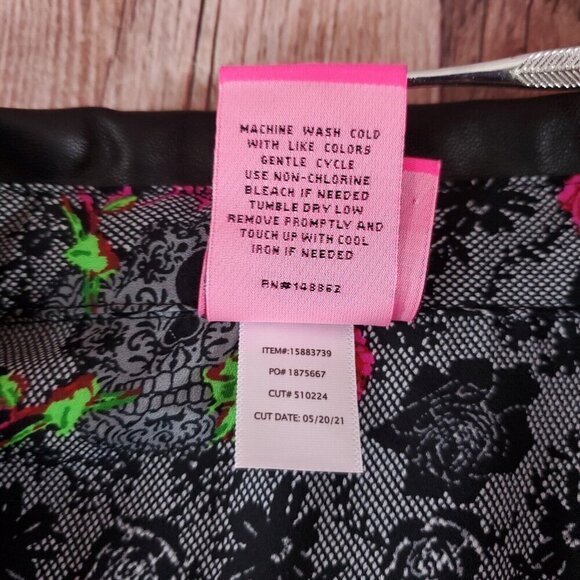 MACHINE WASH COLD
WITH LIKE COLORS
GENTLE CYCLE
USE NON-CHLORINE
BLEACH IF NEEDED
TUMBLE DRY LOW
REMOVE PROMPTLY AND
TOUCH UP WITH COOL
IRON IF NEEDED
RN#148862
ITEM#:15883739
PO# 1875667
CUT# 510224
CUT DATE: 05/20/21